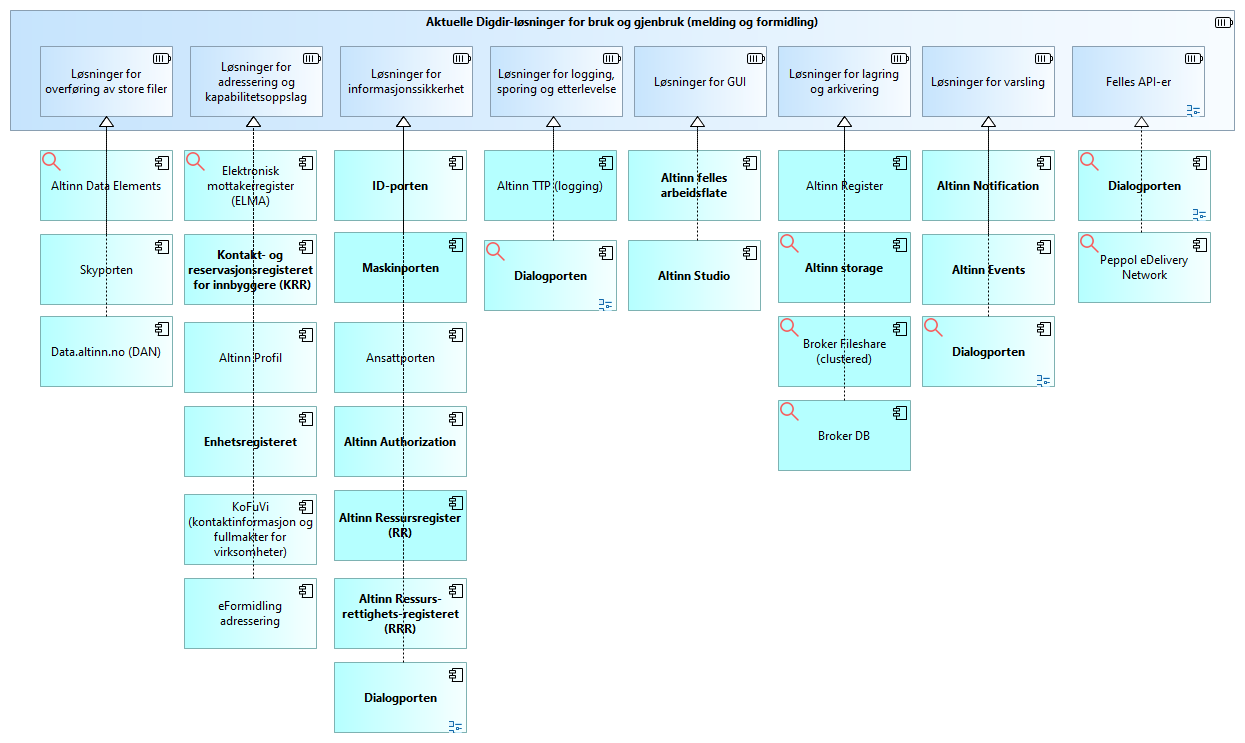 Aktuelle Digdir-løsninger for bruk og gjenbruk (melding og formidling)
Løsninger for
overføring av store filer
Løsninger for
adressering og
kapabilitetsoppslag
Løsninger for
informasjonssikkerhet
Løsninger for logging,
sporing og etterlevelse
Løsninger for GUI
Løsninger for lagring
og arkivering
Løsninger for varsling
Felles API-er
Altinn Data Elements
Skyporten
Data.altinn.no (DAN)
Elektronisk
mottakerregister
(ELMA)
Kontakt- og
reservasjonsregisteret
for innbyggere (KRR)
Altinn Profil
Enhetsregisteret
KoFuVi
(kontaktinformasjon og
fullmakter for
virksomheter)
eFormidling
adressering
ID-porten
Maskinporten
Ansattporten
Altinn Authorization
Altinn Ressursregister
(RR)
Altinn Ressurs-
rettighets-registeret
(RRR)
Dialogporten
Altinn TTP (logging)
Dialogporten
Altinn felles
arbeidsflate
Altinn Studio
Altinn Register
Altinn storage
Broker Fileshare
(clustered)
Broker DB
Altinn Notification
Altinn Events
Dialogporten
Dialogporten
Peppol eDelivery
Network